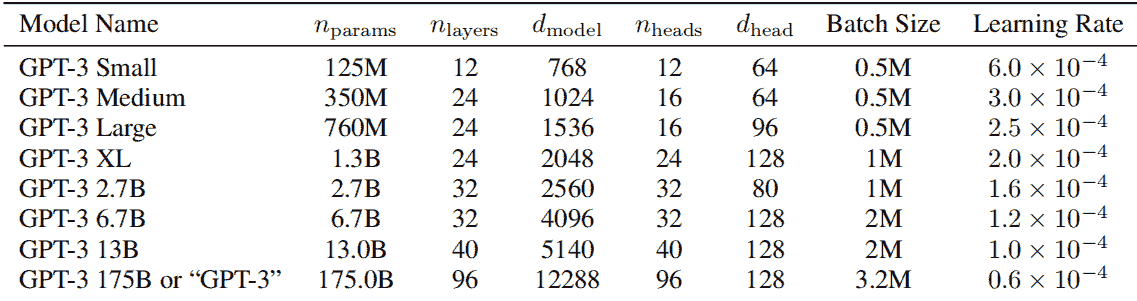 Model Name n_params n_layers d_model n_heads d_head Batch Size Learning Rate
GPT-3 Small 125M 12 768 12 64 0.5M 6.0 × 10⁻⁴
GPT-3 Medium 350M 24 1024 16 64 0.5M 3.0 × 10⁻⁴
GPT-3 Large 760M 24 1536 16 96 0.5M 2.5 × 10⁻⁴
GPT-3 XL 1.3B 24 2048 24 128 1M 2.0 × 10⁻⁴
GPT-3 2.7B 2.7B 32 2560 32 80 1M 1.6 × 10⁻⁴
GPT-3 6.7B 6.7B 32 4096 32 128 2M 1.2 × 10⁻⁴
GPT-3 13B 13.0B 40 5140 40 128 2M 1.0 × 10⁻⁴
GPT-3 175B or “GPT-3” 175.0B 96 12288 96 128 3.2M 0.6 × 10⁻⁴